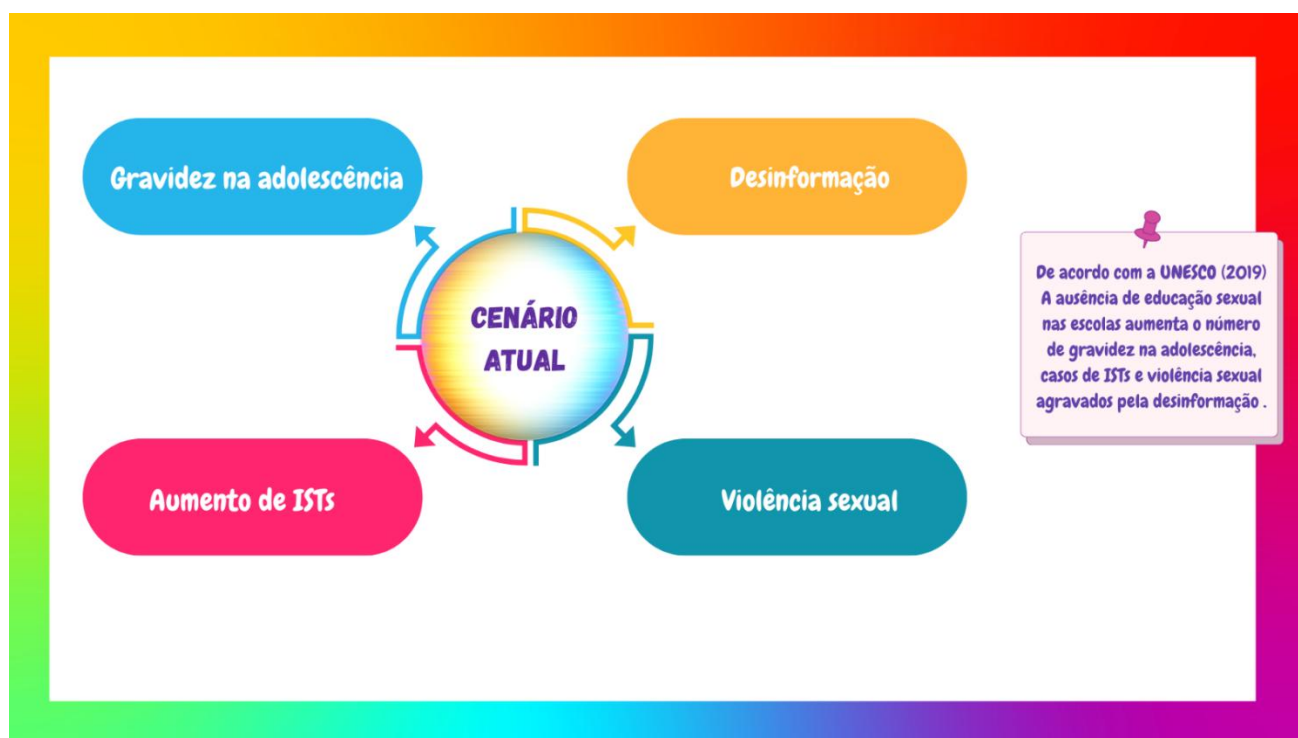 Gravidez na adolescência
Desinformação
CENÁRIO
ATUAL
Aumento de ISTs
Violência sexual
De acordo com a UNESCO (2019)
A ausência de educação sexual
nas escolas aumenta o número
de gravidez na adolescência,
casos de ISTs e violência sexual
agravados pela desinformação .